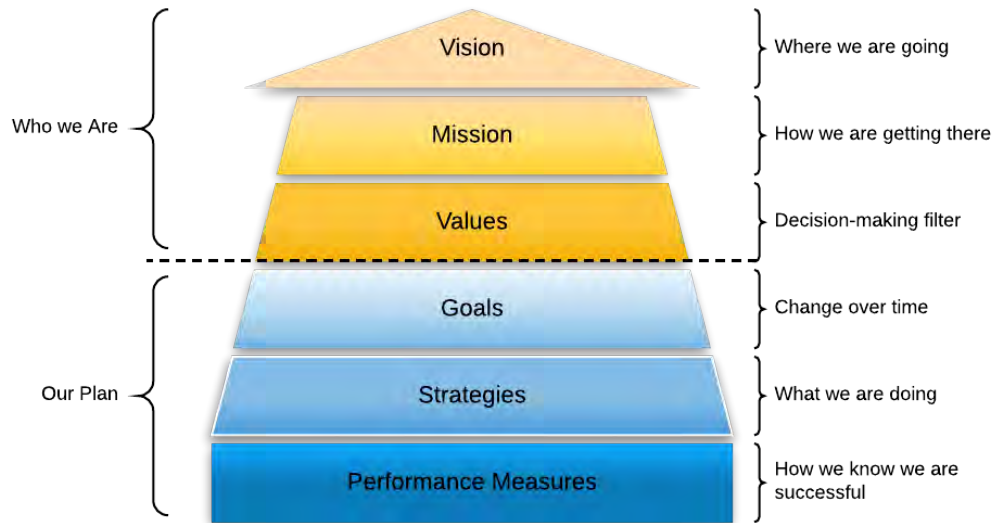 Vision
Where we are going
Who we Are
Mission
How we are getting there
Values
Decision-making filter
Goals
Change over time
Our Plan
Strategies
What we are doing
Performance Measures
How we know we are
successful